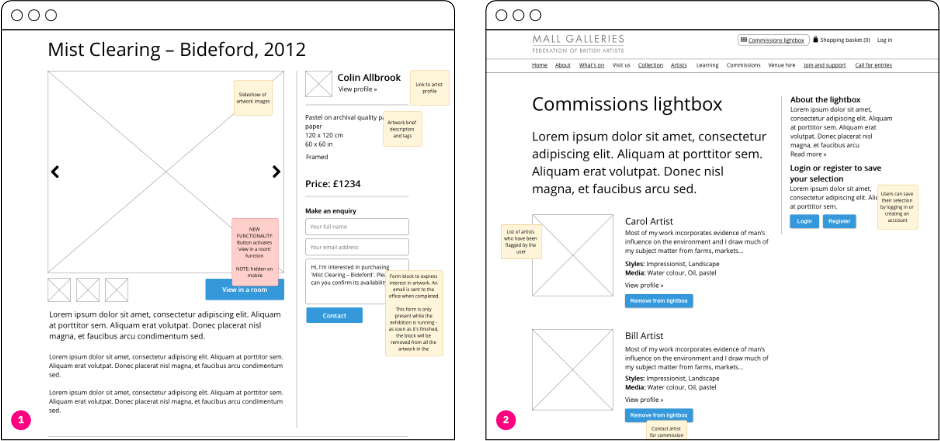 Mist Clearing – Bideford, 2012
Slideshow of
artwork images
Colin Allbrook
View profile »
Link to artist
profile
Pastel on archival quality
paper
120 x 120 cm
60 x 60 in
Framed
Artwork brief
description
and tags
Price: £1234
Make an enquiry
Your full name
Your email address
Hi, I'm interested in purchasing
'Mist Clearing – Bideford'.
can you confirm its availability
Contact
Form block to express
interest in artwork. An
email is sent to the
office when completed.
This form is only
present while the
exhibition is running -
as soon as it's finished,
the block will be
removed from all the
artwork in the
NEW
FUNCTIONALITY:
Button activates
'view in a room'
function
NOTE: hidden on
mobile
View in a room
Lorem ipsum dolor sit amet, consectetur adipiscing elit. Aliquam
at porttitor sem. Aliquam erat volutpat. Donec placerat nisl
magna, et faucibus arcu condimentum sed.
Lorem ipsum dolor sit amet, consectetur adipiscing elit. Aliquam at porttitor sem.
Aliquam erat volutpat. Donec placerat nisl magna, et faucibus arcu condimentum
sed.
Lorem ipsum dolor sit amet, consectetur adipiscing elit. Aliquam at porttitor sem.
Aliquam erat volutpat. Donec placerat nisl magna, et faucibus arcu condimentum
sed.
1
MALL GALLERIES
FEDERATION OF BRITISH ARTISTS
Commissions lightbox
Shopping basket (0)
Log in
Home About What's on Visit us Collection Artists Learning Commissions Venue hire Join and support Call for entries
Commissions lightbox
Lorem ipsum dolor sit amet, consectetur
adipiscing elit. Aliquam at porttitor sem.
Aliquam erat volutpat. Donec nisl
magna, et faucibus arcu sed.
List of artists
who have been
flagged by the
user
Carol Artist
Most of my work incorporates evidence of man's
influence on the environment and I draw much of
my subject matter from farms, markets...
Styles: Impressionist, Landscape
Media: Water colour, Oil, pastel
View profile »
Remove from lightbox
Bill Artist
Most of my work incorporates evidence of man's
influence on the environment and I draw much of
my subject matter from farms, markets...
Styles: Impressionist, Landscape
Media: Water colour, Oil, pastel
View profile »
Remove from lightbox
Contact artist
for commission
About the lightbox
Lorem ipsum dolor sit amet,
consectetur adipiscing elit. Aliquam
at porttitor sem. Aliquam erat
volutpat. Donec placerat nisl
magna, et faucibus arcu
Read more »
Login or register to save
your selection
Lorem ipsum dolor sit amet,
consectetur adipiscing elit.
at porttitor sem.
Login
Register
Users can save
their selection
by logging in or
creating an
account
2